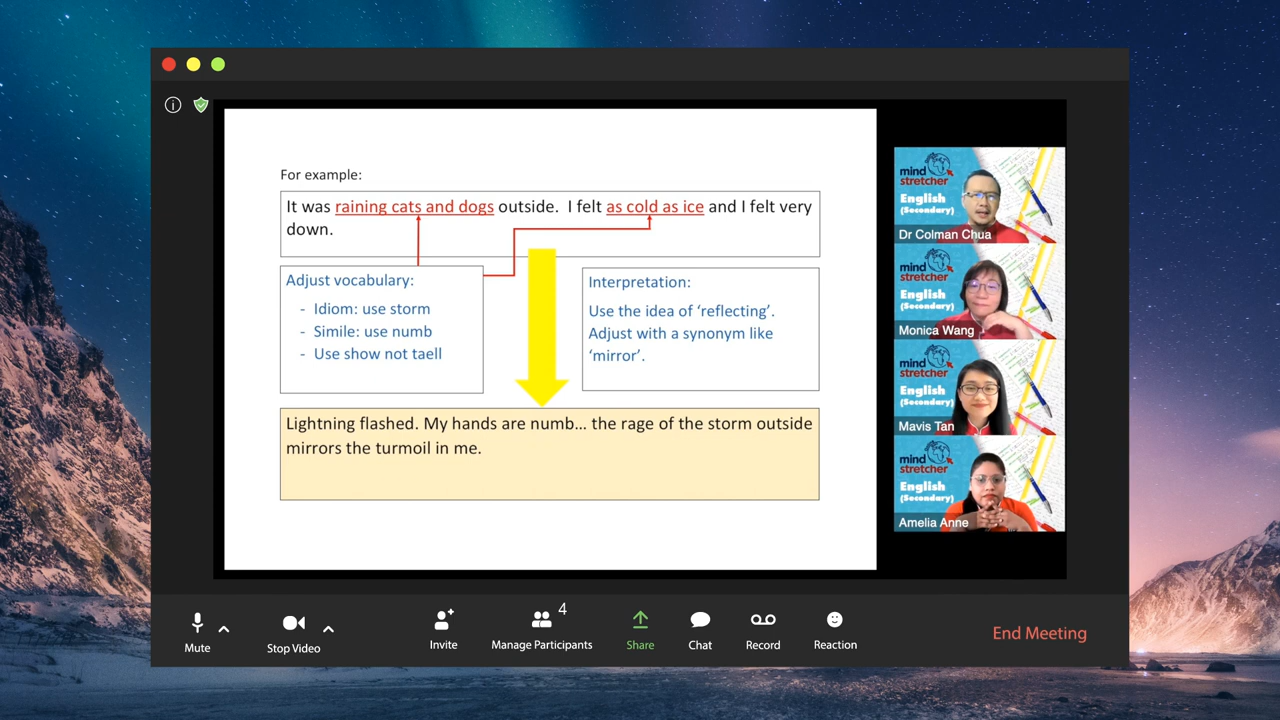 For example:
It was raining cats and dogs outside. I felt as cold as ice and I felt very
down.
Adjust vocabulary:
- Idiom: use storm
- Simile: use numb
- Use show not taell
Interpretation:
Use the idea of ‘reflecting’.
Adjust with a synonym like
‘mirror’.
Lightning flashed. My hands are numb... the rage of the storm outside
mirrors the turmoil in me.
mind
stretcher
English
(Secondary)
Dr Colman Chua
mind
stretcher
English
(Secondary)
Monica Wang
mind
stretcher
English
(Secondary)
Mavis Tan
mind
stretcher
English
(Secondary)
Amelia Anne
Mute
Stop Video
Invite
4
Manage Participants
Share
Chat
Record
Reaction
End Meeting